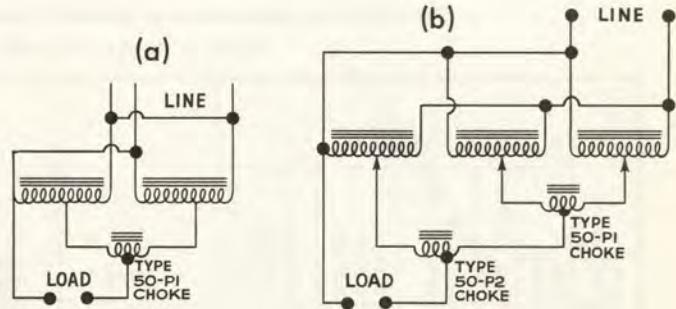 (a)
LINE
TYPE
50-P1
CHOKE
LOAD
(b)
LINE
TYPE
50-P1
CHOKE
TYPE
50-P2
CHOKE
LOAD